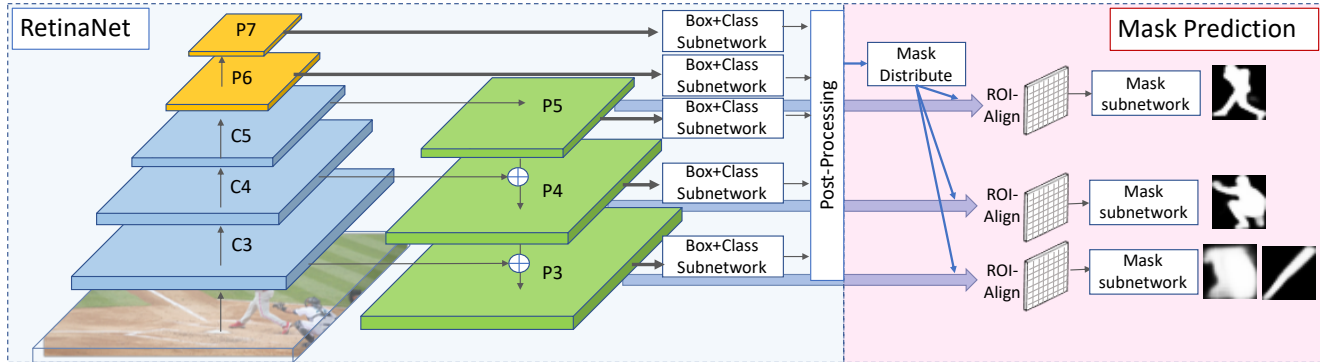 RetinaNet
P7
P6
C5
C4
C3
P5
P4
P3
Box+Class
Subnetwork
Box+Class
Subnetwork
Box+Class
Subnetwork
Box+Class
Subnetwork
Box+Class
Subnetwork
Post-Processing
Mask Prediction
Mask
Distribute
ROI-
Align
Mask
subnetwork
ROI-
Align
Mask
subnetwork
ROI-
Align
Mask
subnetwork